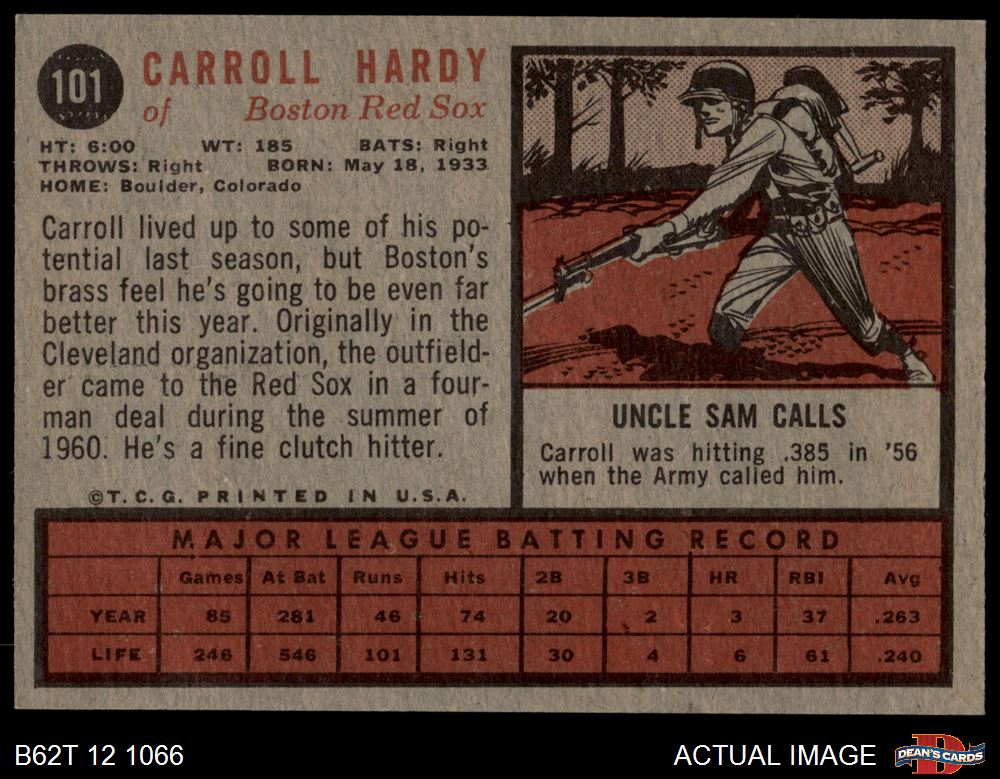 101
CARROLL HARDY
of Boston Red Sox
HT: 6:00 WT: 185 BATS: Right
THROWS: Right BORN: May 18, 1933
HOME: Boulder, Colorado
Carroll lived up to some of his po-
tential last season, but Boston's
brass feel he's going to be even far
better this year. Originally in the
Cleveland organization, the outfield-
er came to the Red Sox in a four-
man deal during the summer of
1960. He's a fine clutch hitter.
©T.C.G. PRINTED IN U.S.A.
UNCLE SAM CALLS
Carroll was hitting .385 in '56
when the Army called him.
MAJOR LEAGUE BATTING RECORD
Games At Bat Runs Hits 2B 3B HR RBI Avg
YEAR 85 281 46 74 20 2 3 37 .263
LIFE 246 546 101 131 30 4 6 61 .240
B62T 12 1066
ACTUAL IMAGE
DEAN'S CARDS